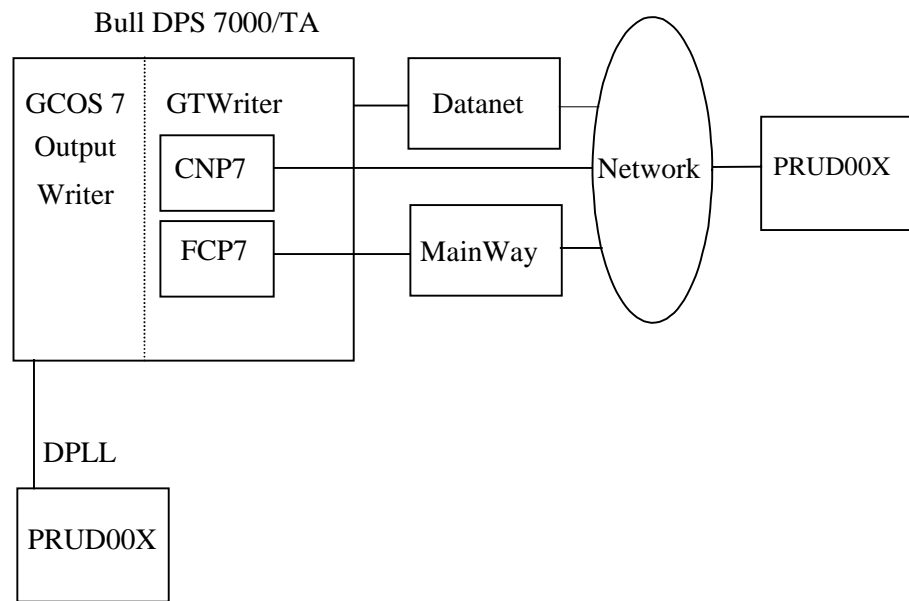 Bull DPS 7000/TA
GCOS 7
Output
Writer
GTWriter
CNP7
FCP7
Datanet
MainWay
Network
PRUD00X
DPLL
PRUD00X